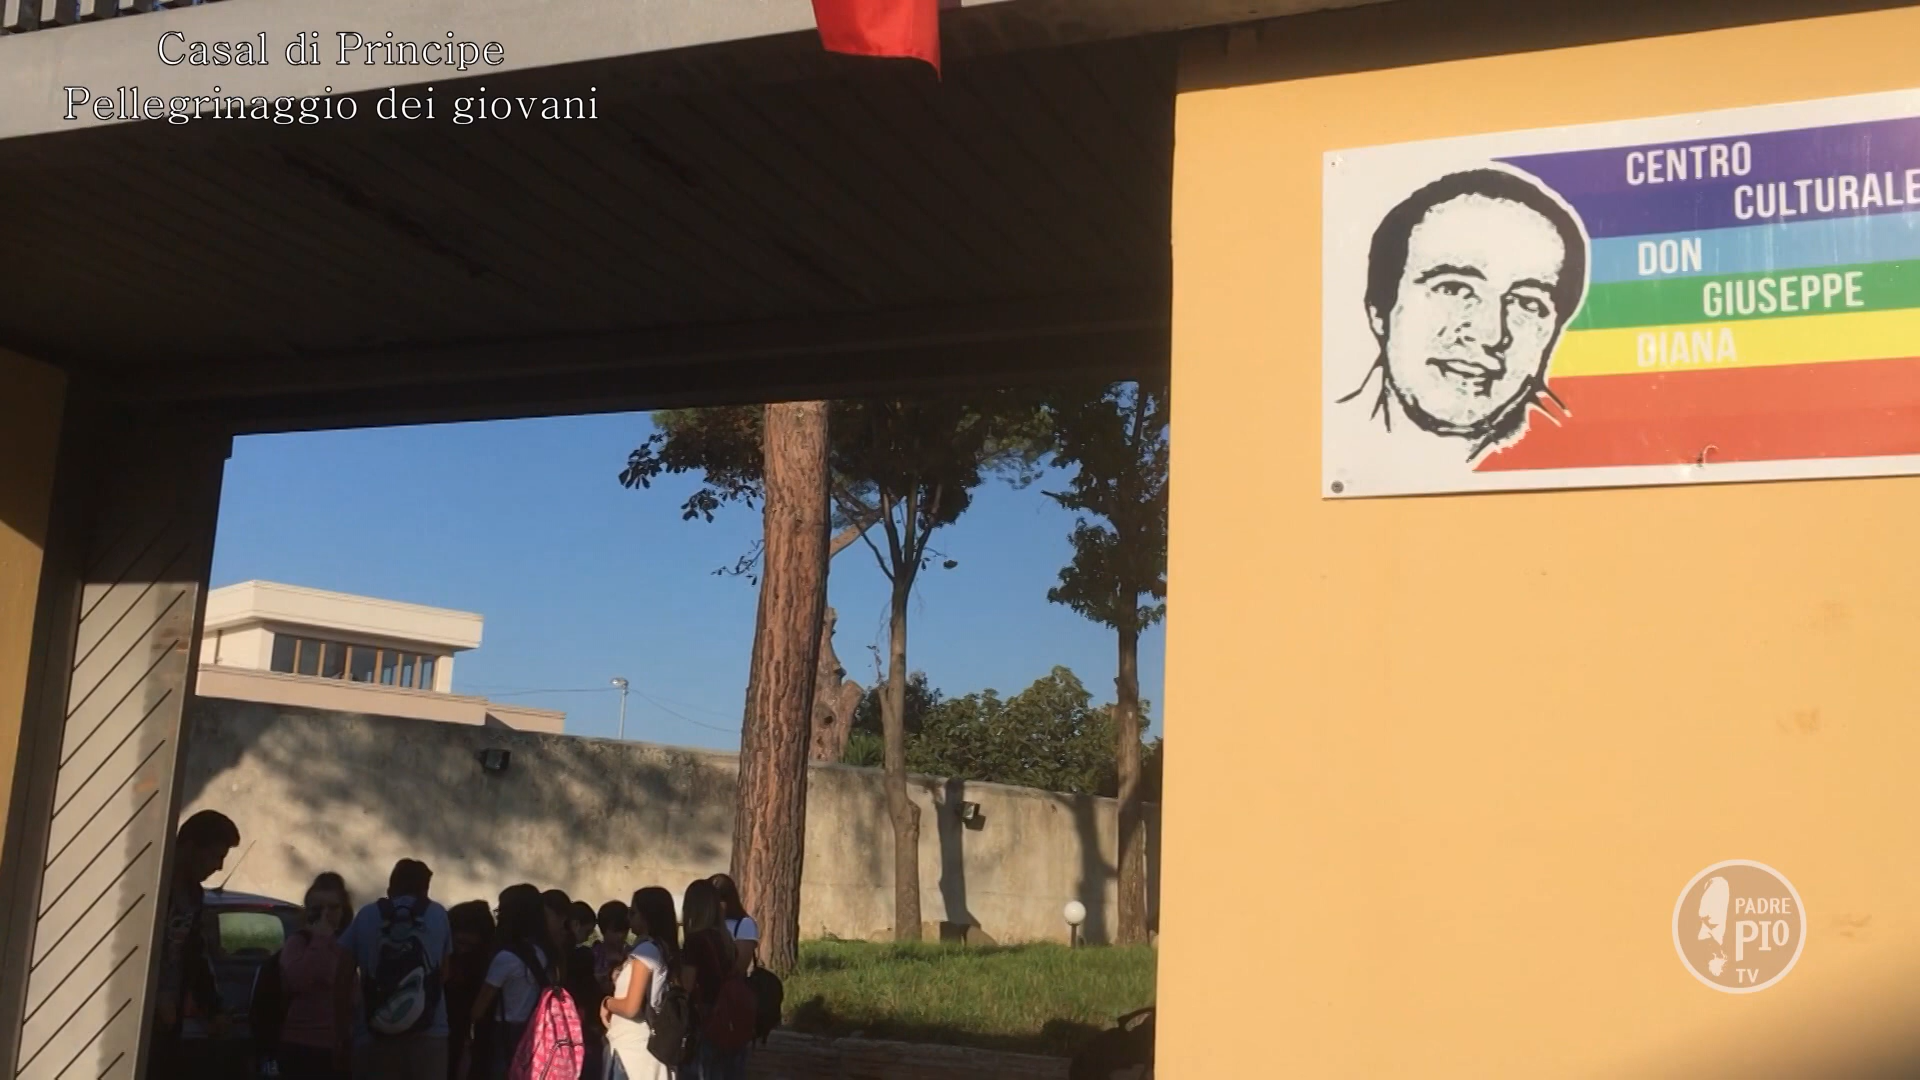 Casal di Principe
Pellegrinaggio dei giovani
CENTRO
CULTURALE
DON
GIUSEPPE
DIANA
PADRE
PIO
TV